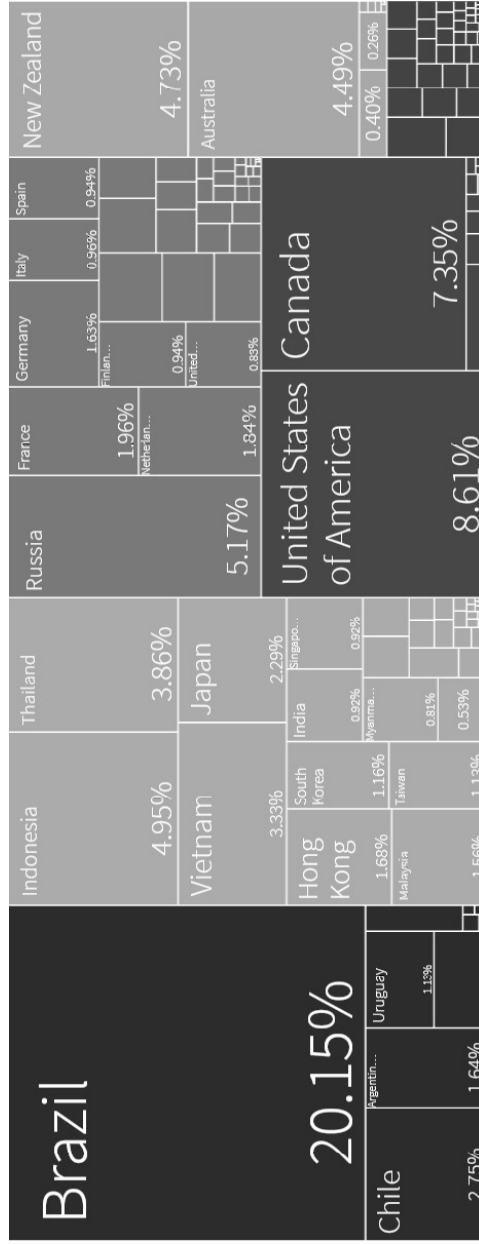 Brazil
20.15%
Chile
2.75%
Argentin...
1.64%
Uruguay
1.13%
Indonesia
4.95%
Thailand
3.86%
Vietnam
3.33%
Japan
2.29%
Hong
Kong
1.68%
Malaysia
1.56%
South
Korea
1.16%
Taiwan
1.13%
India
0.92%
Singapo...
0.92%
Myanma...
0.81%
0.53%
Russia
5.17%
France
1.96%
Netherlan...
1.84%
Germany
1.63%
Italy
0.96%
Spain
0.94%
Finlan...
0.94%
United...
0.83%
United States
of America
8.61%
Canada
7.35%
New Zealand
4.73%
Australia
4.49%
0.40%
0.26%